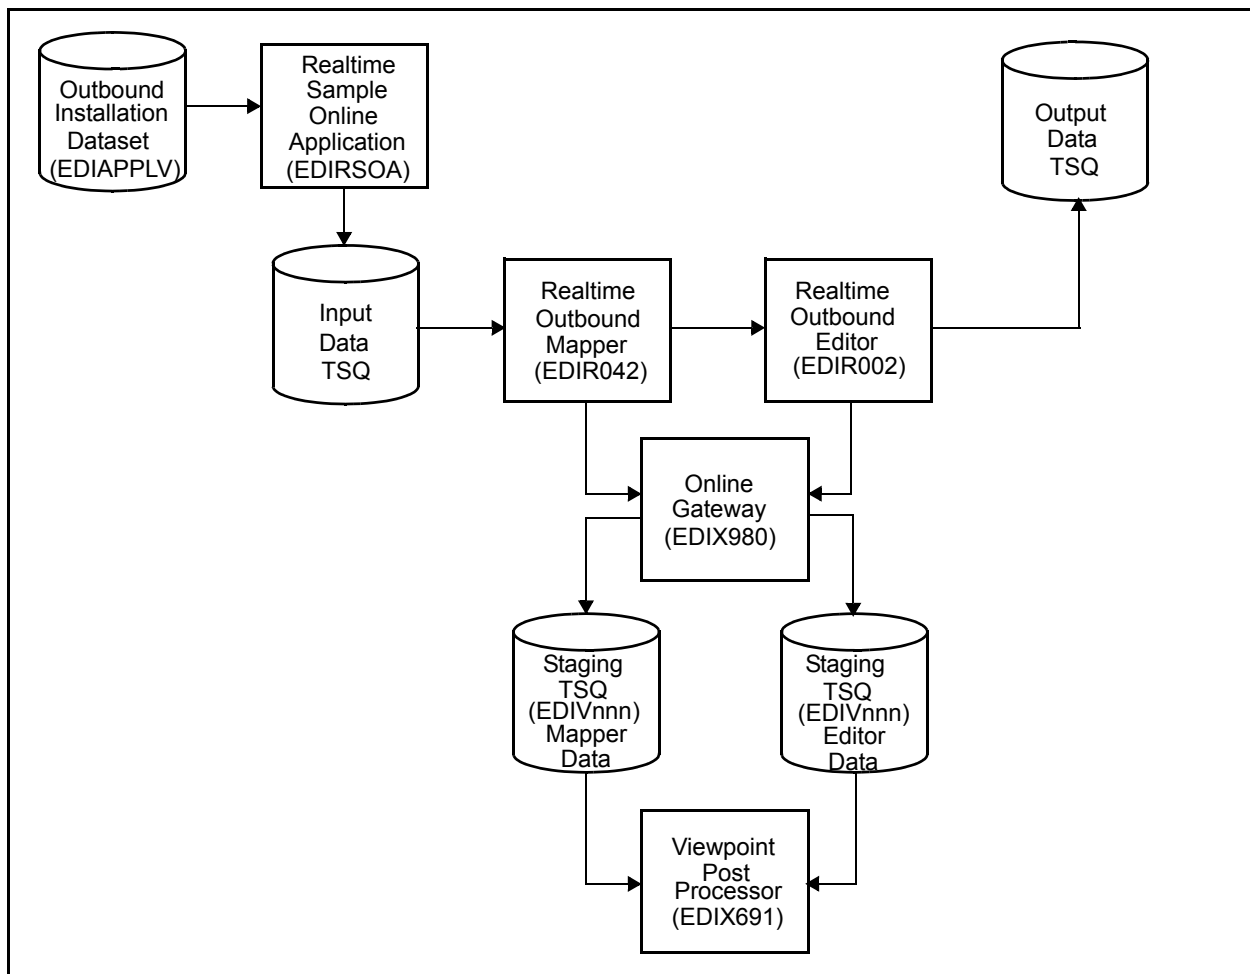 Outbound
Installation
Dataset
(EDIAPPLV)
Realtime
Sample
Online
Application
(EDIRSOA)
Output
Data
TSQ
Input
Data
TSQ
Realtime
Outbound
Mapper
(EDIR042)
Realtime
Outbound
Editor
(EDIR002)
Online
Gateway
(EDIX980)
Staging
TSQ
(EDIVnnn)
Mapper
Data
Staging
TSQ
(EDIVnnn)
Editor
Data
Viewpoint
Post
Processor
(EDIX691)